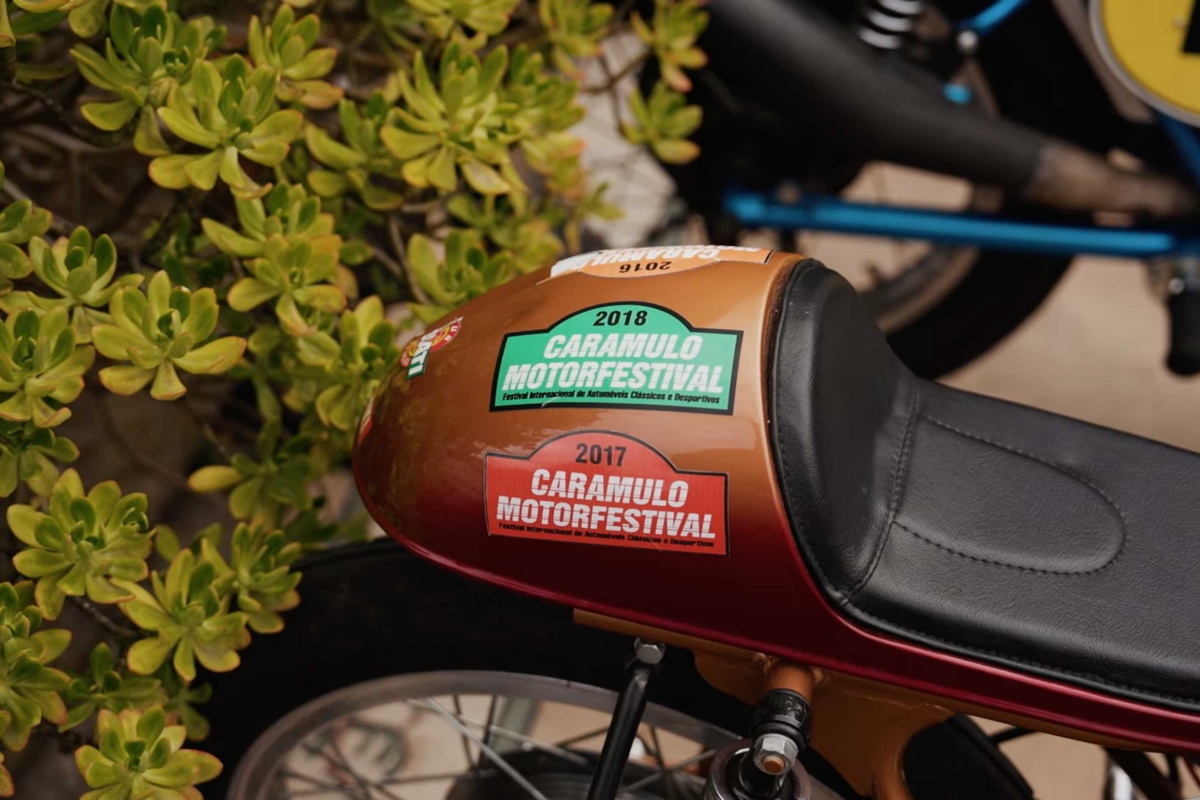 CARAMULO
2016
2018
CARAMULO
MOTORFESTIVAL
Festival Internacional de Automóveis Clássicos e Desportivos
2017
CARAMULO
MOTORFESTIVAL
Festival Internacional de Automóveis Clássicos e Desportivos